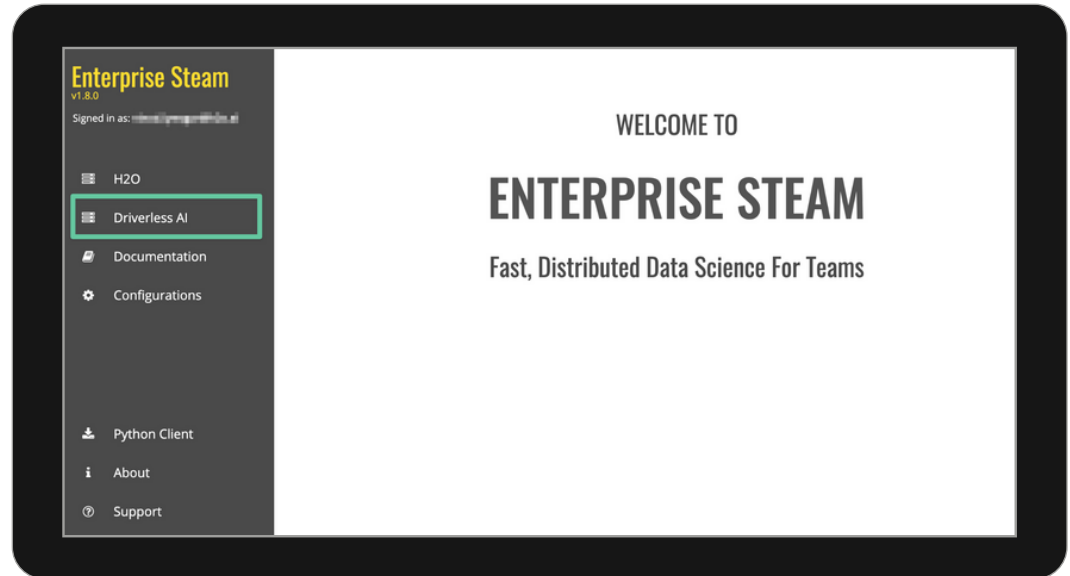 Enterprise Steam
v1.8.0
Signed in as:
H2O
Driverless AI
Documentation
Configurations
Python Client
About
Support
WELCOME TO
ENTERPRISE STEAM
Fast, Distributed Data Science For Teams